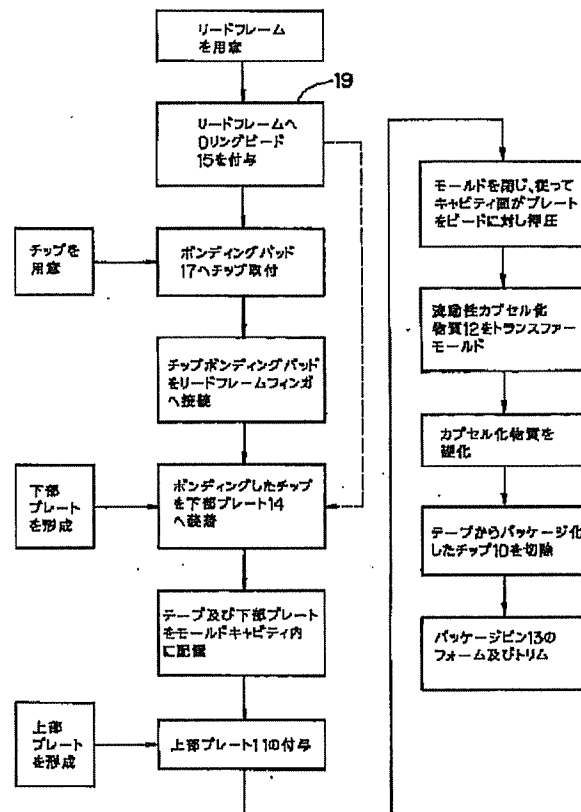 リードフレーム
を用意
19
リードフレームへ
Oリングビード
15を付与
チップを
用意
ボンディングパッド
17へチップ取付
チップボンディングパッド
をリードフレームフィンガ
へ接続
下部
プレート
を形成
ボンディングしたチップ
を下部プレート14
へ装着
テープ及び下部プレート
をモールドキャビティ内
に配置
上部
プレート
を形成
上部プレート11の付与
モールドを閉じ、従って
キャビティ面がプレート
をビードに対し押圧
流動性カプセル化
物質12をトランスファー
モールド
カプセル化物質を
硬化
テープからパッケージ化
したチップ10を切除
パッケージピン13の
フォーム及びトリム